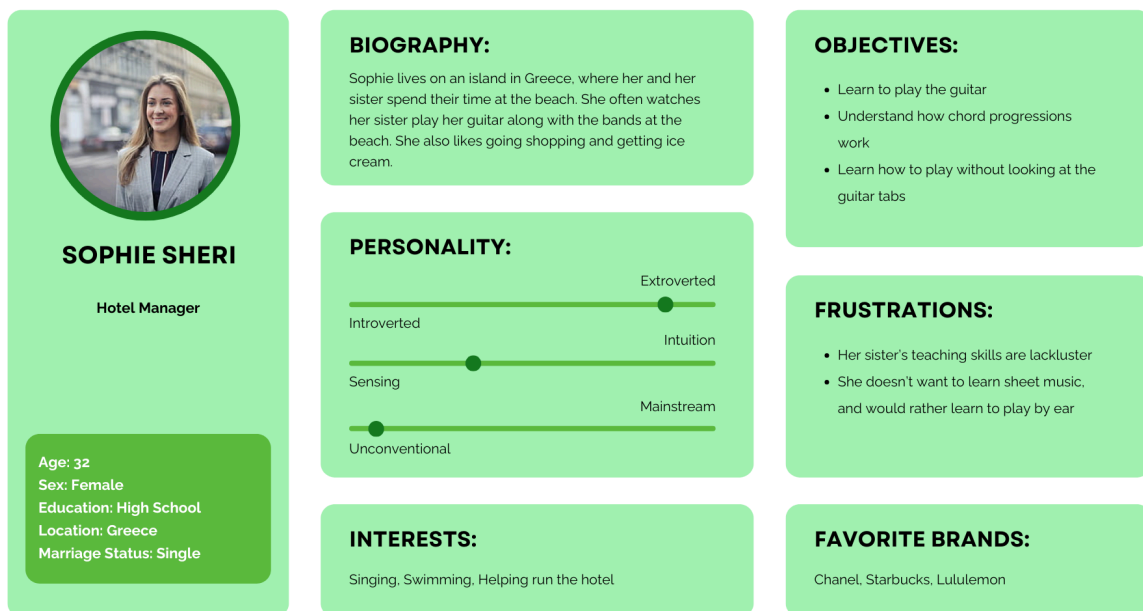 SOPHIE SHERI
Hotel Manager
Age: 32
Sex: Female
Education: High School
Location: Greece
Marriage Status: Single
BIOGRAPHY:
Sophie lives on an island in Greece, where her and her
sister spend their time at the beach. She often watches
her sister play her guitar along with the bands at the
beach. She also likes going shopping and getting ice
cream.
PERSONALITY:
Extroverted
Introverted
Intuition
Sensing
Mainstream
Unconventional
INTERESTS:
Singing, Swimming, Helping run the hotel
OBJECTIVES:
• Learn to play the guitar
• Understand how chord progressions
work
• Learn how to play without looking at the
guitar tabs
FRUSTRATIONS:
• Her sister's teaching skills are lackluster
• She doesn't want to learn sheet music,
and would rather learn to play by ear
FAVORITE BRANDS:
Chanel, Starbucks, Lululemon